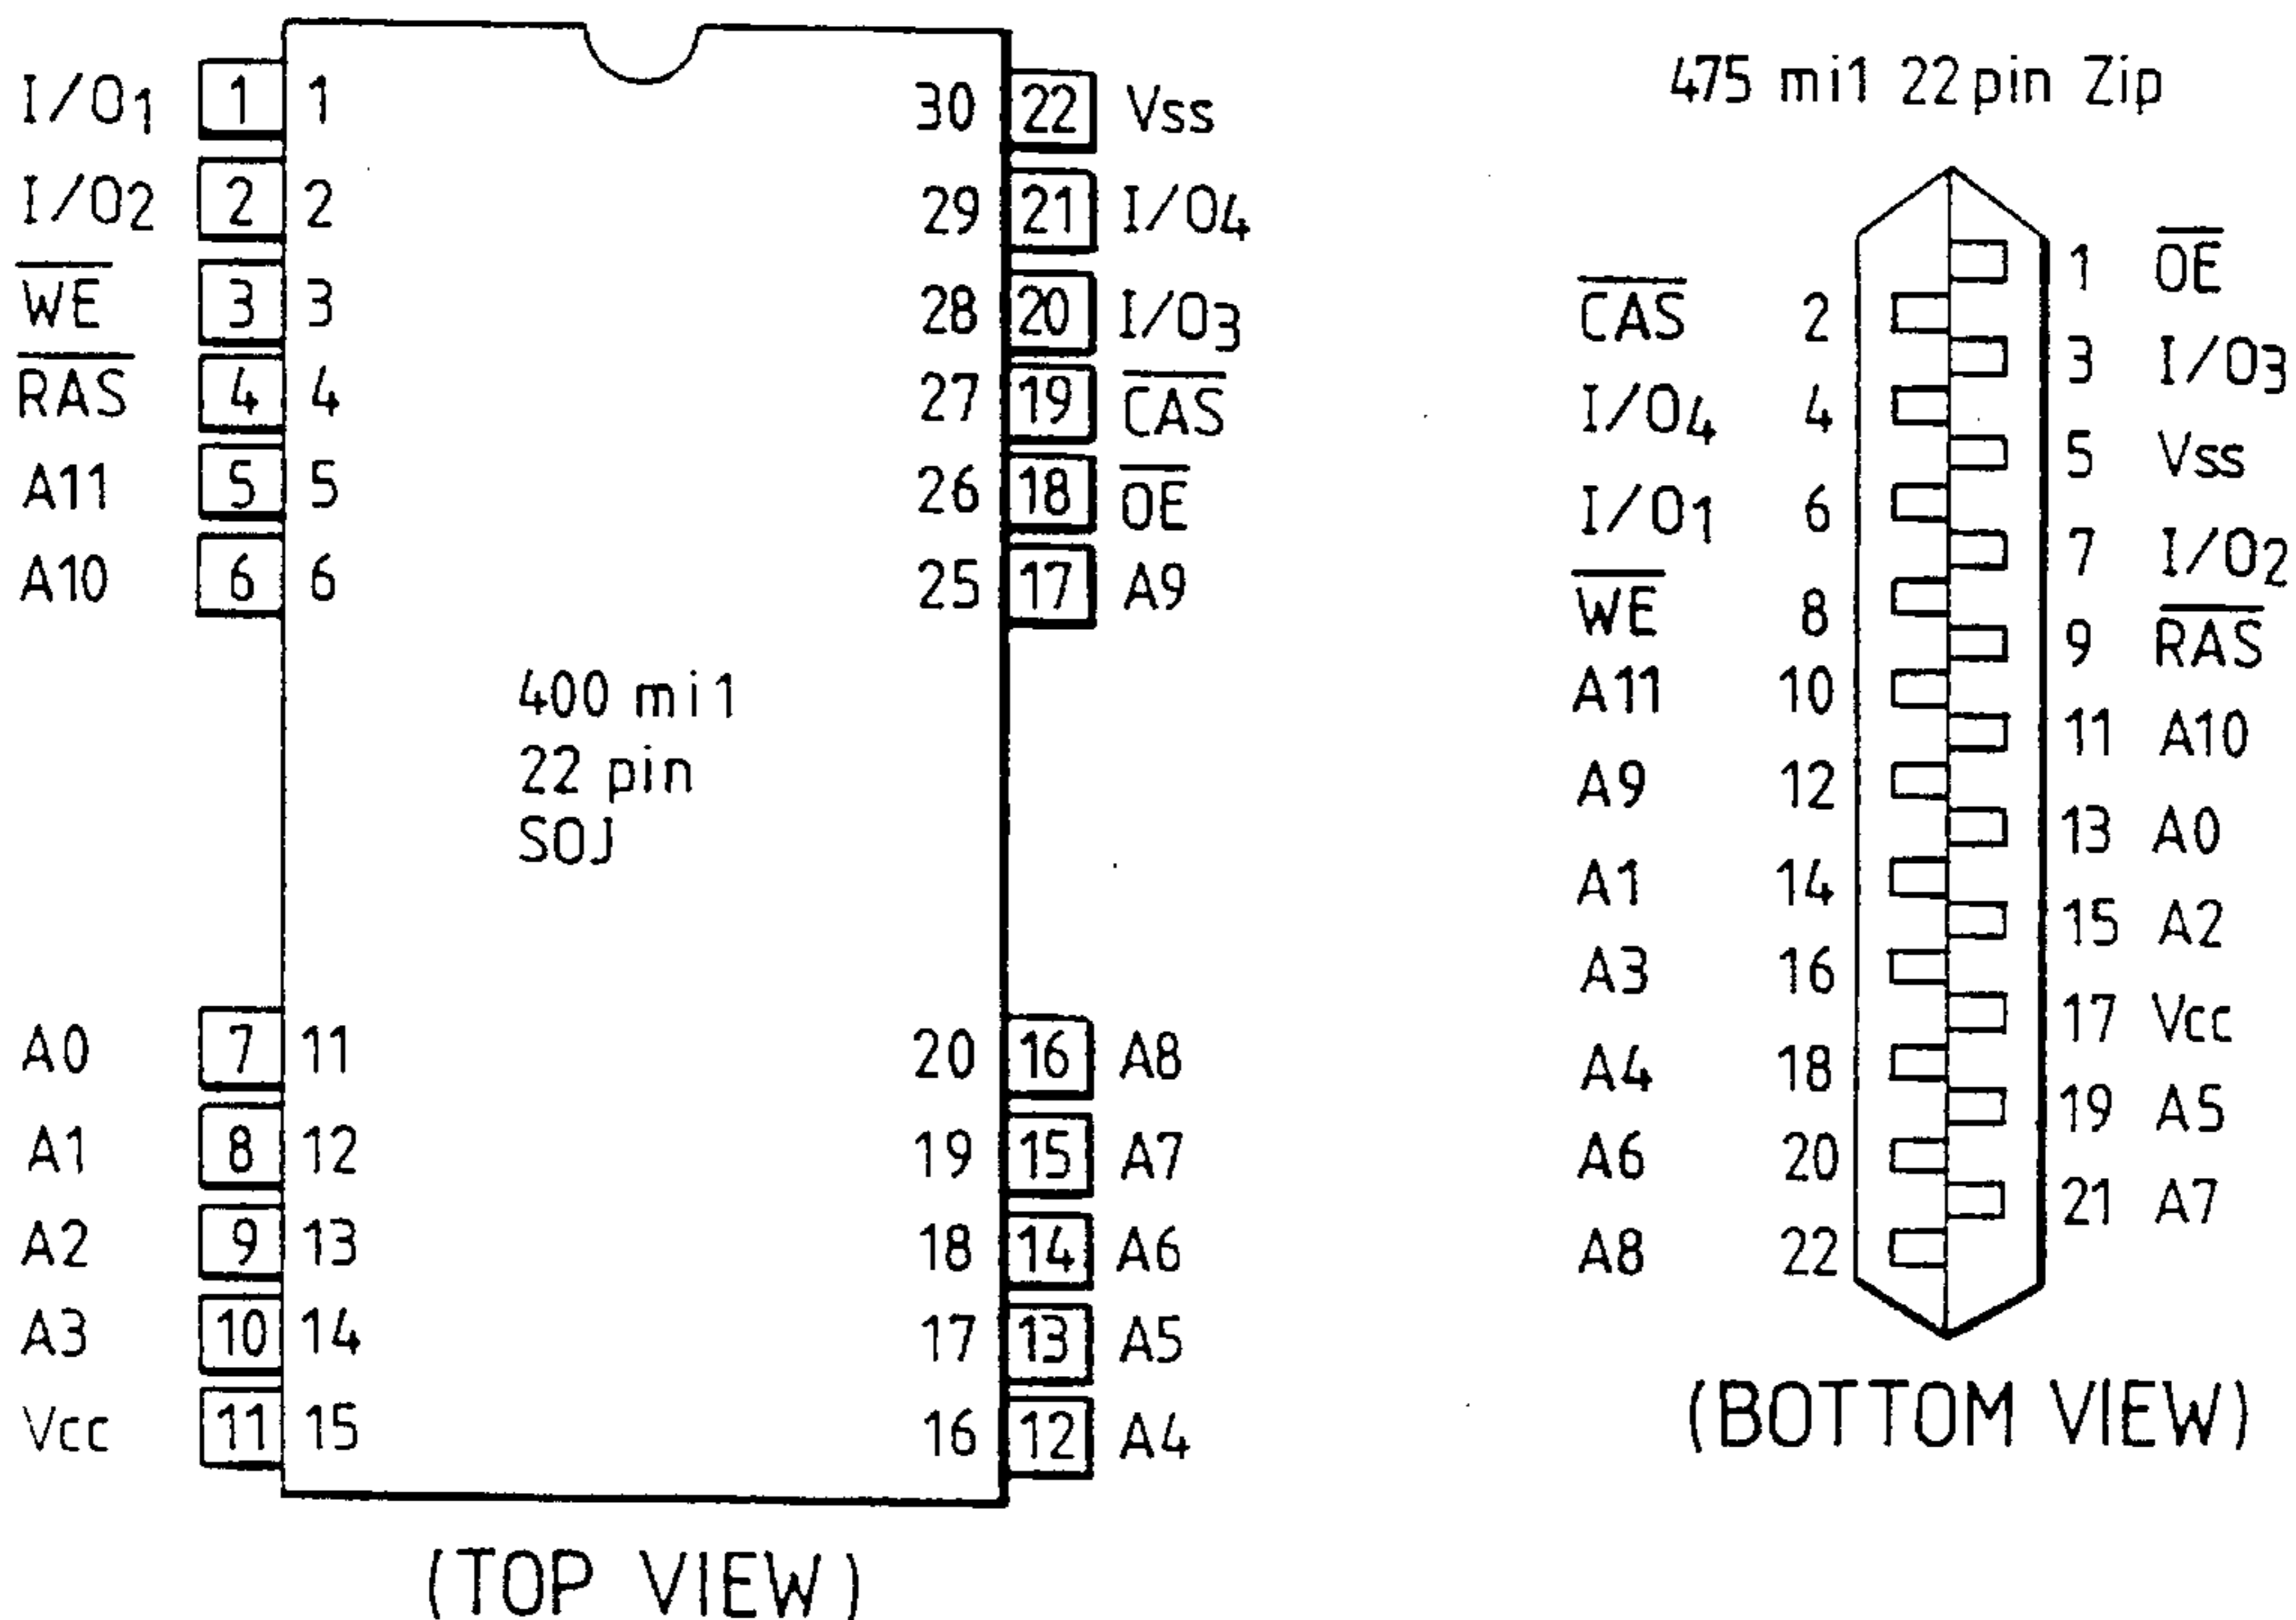 I/O1 1 1 30 22 Vss
I/O2 2 2 29 21 I/O4
WE 3 3 28 20 I/O3
RAS 4 4 27 19 CAS
A11 5 5 26 18 OE
A10 6 6 25 17 A9
400 mi1
22 pin
SOJ
A0 7 11 20 16 A8
A1 8 12 19 15 A7
A2 9 13 18 14 A6
A3 10 14 17 13 A5
Vcc 11 15 16 12 A4
(TOP VIEW)
475 mi1 22pin Zip
1 OE
CAS 2
3 I/O3
I/O4 4
5 Vss
I/O1 6
7 I/O2
WE 8
9 RAS
A11 10
11 A10
A9 12
13 A0
A1 14
15 A2
A3 16
17 Vcc
A4 18
19 A5
A6 20
21 A7
A8 22
(BOTTOM VIEW)